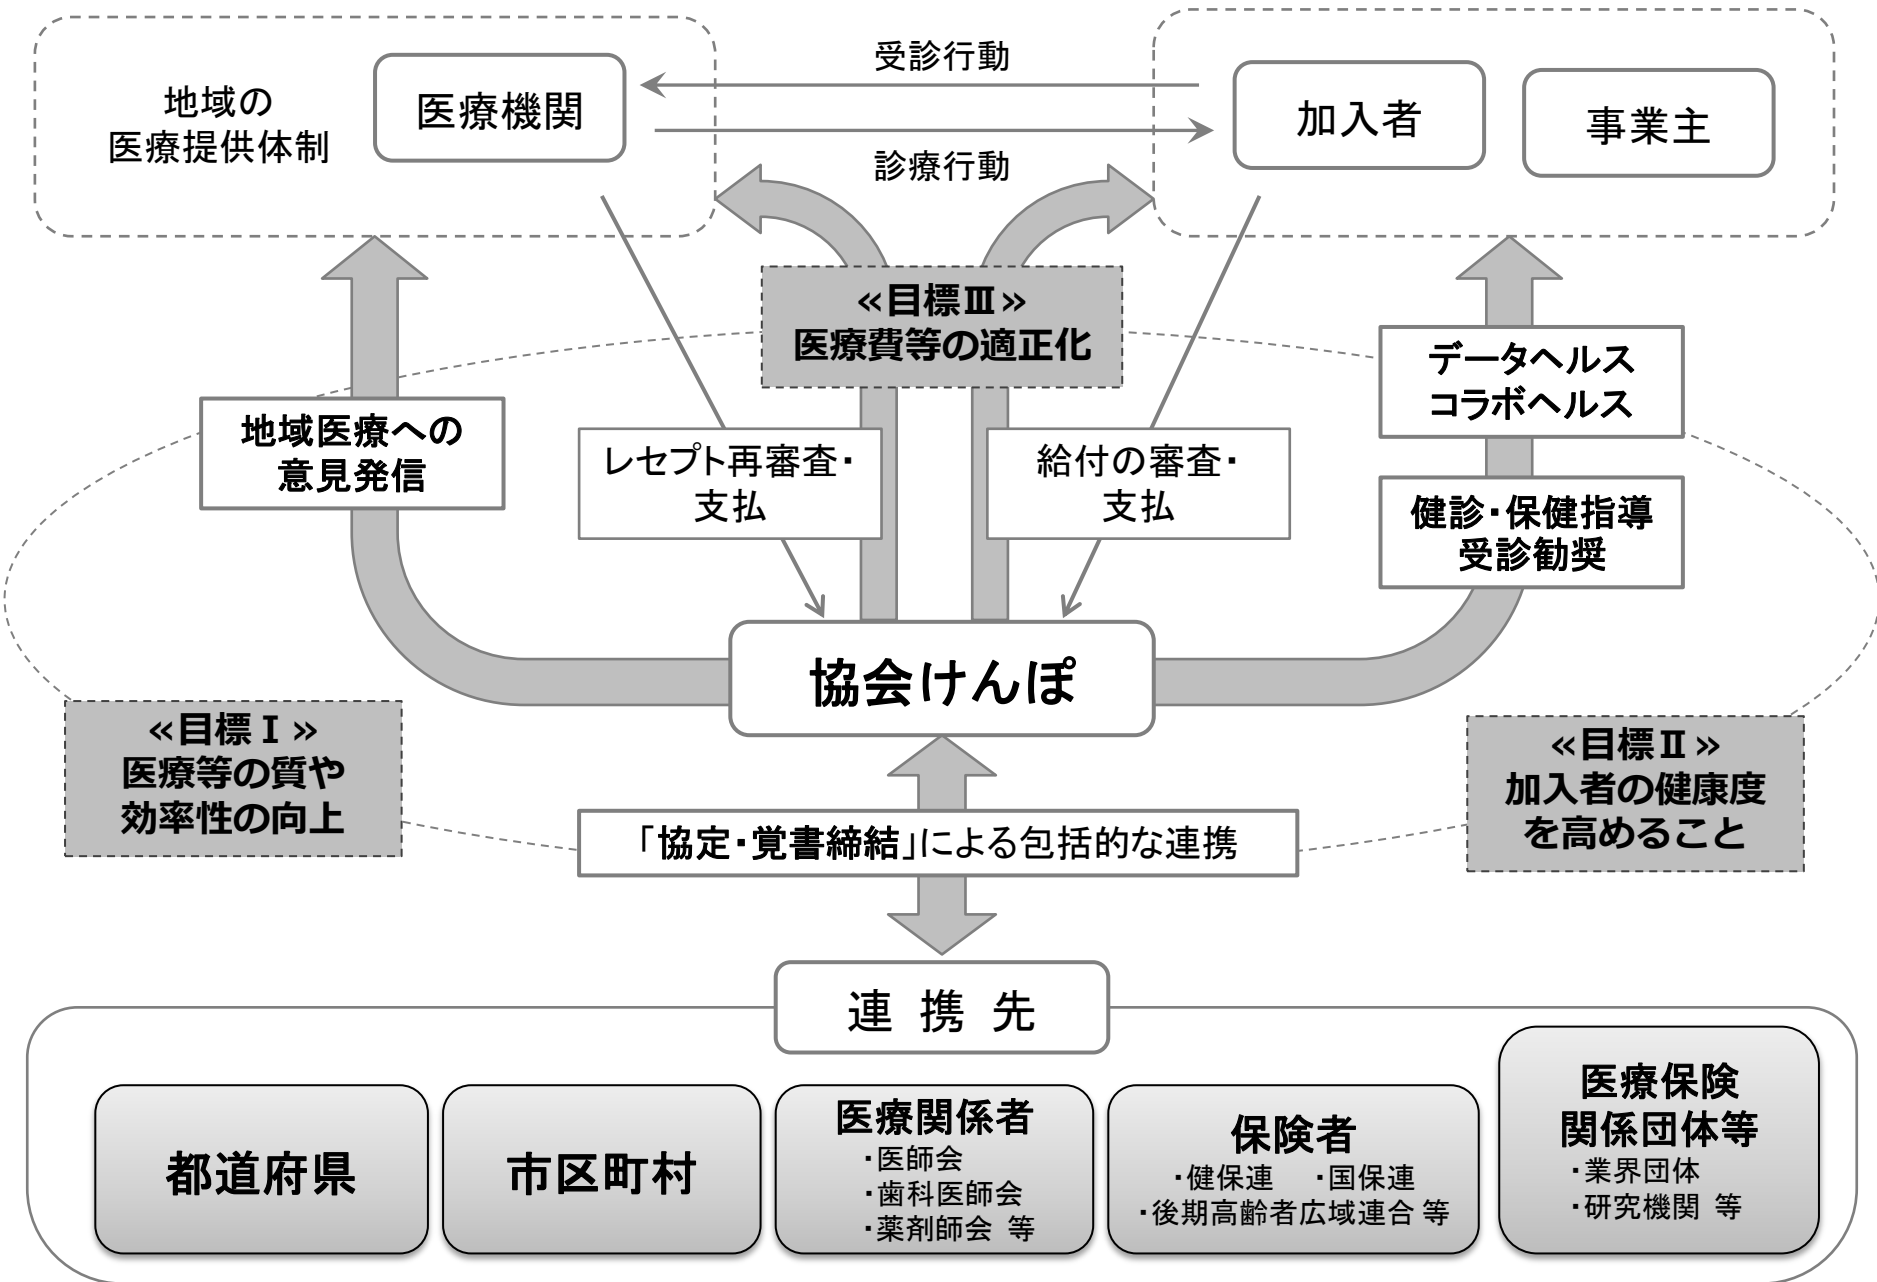 受診行動
地域の
医療提供体制
医療機関
加入者
事業主
診療行動
≪目標Ⅲ≫
医療費等の適正化
データヘルス
コラボヘルス
地域医療への
意見発信
レセプト再審査・
支払
給付の審査・
支払
健診・保健指導
受診勧奨
協会けんぽ
≪目標Ⅰ≫
医療等の質や
効率性の向上
≪目標Ⅱ≫
加入者の健康度
を高めること
「協定・覚書締結」による包括的な連携
連 携 先
都道府県
市区町村
医療関係者
・医師会
・歯科医師会
・薬剤師会 等
保険者
・健保連 ・国保連
・後期高齢者広域連合 等
医療保険
関係団体等
・業界団体
・研究機関 等